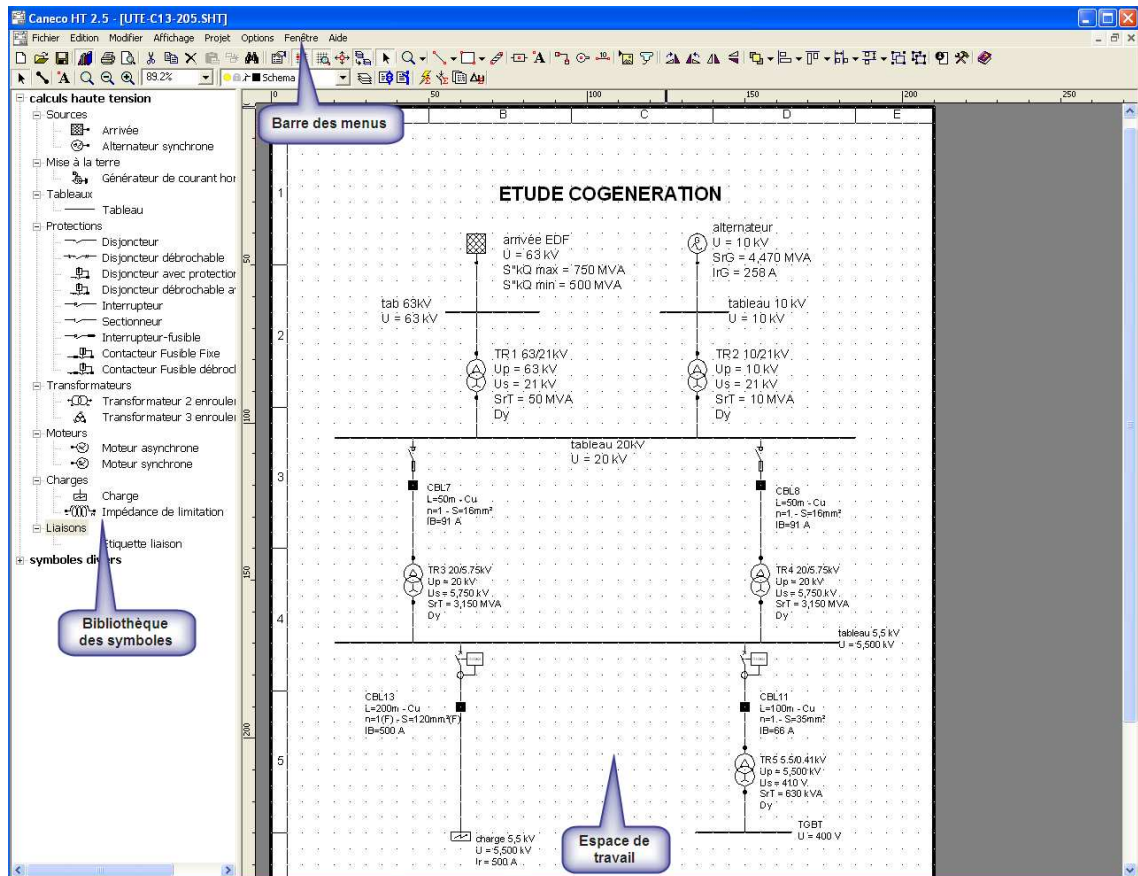 Caneco HT 2.5 - [UTE-C13-205.SHT]
Fichier Edition Modifier Affichage Projet Options Fenêtre Aide
89.2%
Schema
calculs haute tension
Sources
Arrivée
Alternateur synchrone
Mise à la terre
Générateur de courant hor
Tableaux
Tableau
Protections
Disjoncteur
Disjoncteur débrochable
Disjoncteur avec protection
Disjoncteur débrochable a
Interrupteur
Sectionneur
Interrupteur-fusible
Contacteur Fusible Fixe
Contacteur Fusible débrocl
Transformateurs
Transformateur 2 enrouler
Transformateur 3 enrouler
Moteurs
Moteur asynchrone
Moteur synchrone
Charges
Charge
Impédance de limitation
Liaisons
Etiquette liaison
symboles divers
Barre des menus
Bibliothèque
des symboles
Espace de
travail
0 50 100 150 200 250
B C D E
50
100
150
200
1
2
3
4
5
ETUDE COGENERATION
arrivée EDF
U = 63 kV
S"kQ max = 750 MVA
S"kQ min = 500 MVA
alternateur
U = 10 kV
SrG = 4,470 MVA
IrG = 258 A
tab 63kV
U = 63 kV
tableau 10 kV
U = 10 kV
TR1 63/21kV
Up = 63 kV
Us = 21 kV
SrT = 50 MVA
Dy
TR2 10/21kV
Up = 10 kV
Us = 21 kV
SrT = 10 MVA
Dy
tableau 20kV
U = 20 kV
CBL7
L=50m - Cu
n=1 - S=16mm²
IB=91 A
CBL8
L=50m - Cu
n=1 - S=16mm²
IB=91 A
TR3 20/5.75kV
Up = 20 kV
Us = 5,750 kV
SrT = 3,150 MVA
Dy
TR4 20/5.75kV
Up = 20 kV
Us = 5,750 kV
SrT = 3,150 MVA
Dy
tableau 5,5 kV
U = 5,500 kV
CBL13
L=200m - Cu
n=1(F) - S=120mm²(F)
IB=500 A
CBL11
L=100m - Cu
n=1 - S=35mm²
IB=66 A
TR5 5.5/0.41kV
Up = 5,500 kV
Us = 410 V
SrT = 630 kVA
Dy
charge 5,5 kV
U = 5,500 kV
Ir = 500 A
TGBT
U = 400 V